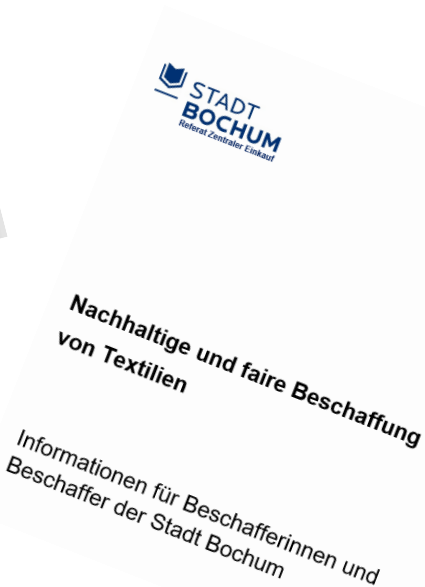 STADT
BOCHUM
Referat Zentraler Einkauf
Nachhaltige und faire Beschaffung
von Textilien
Informationen für Beschafferinnen und
Beschaffer der Stadt Bochum